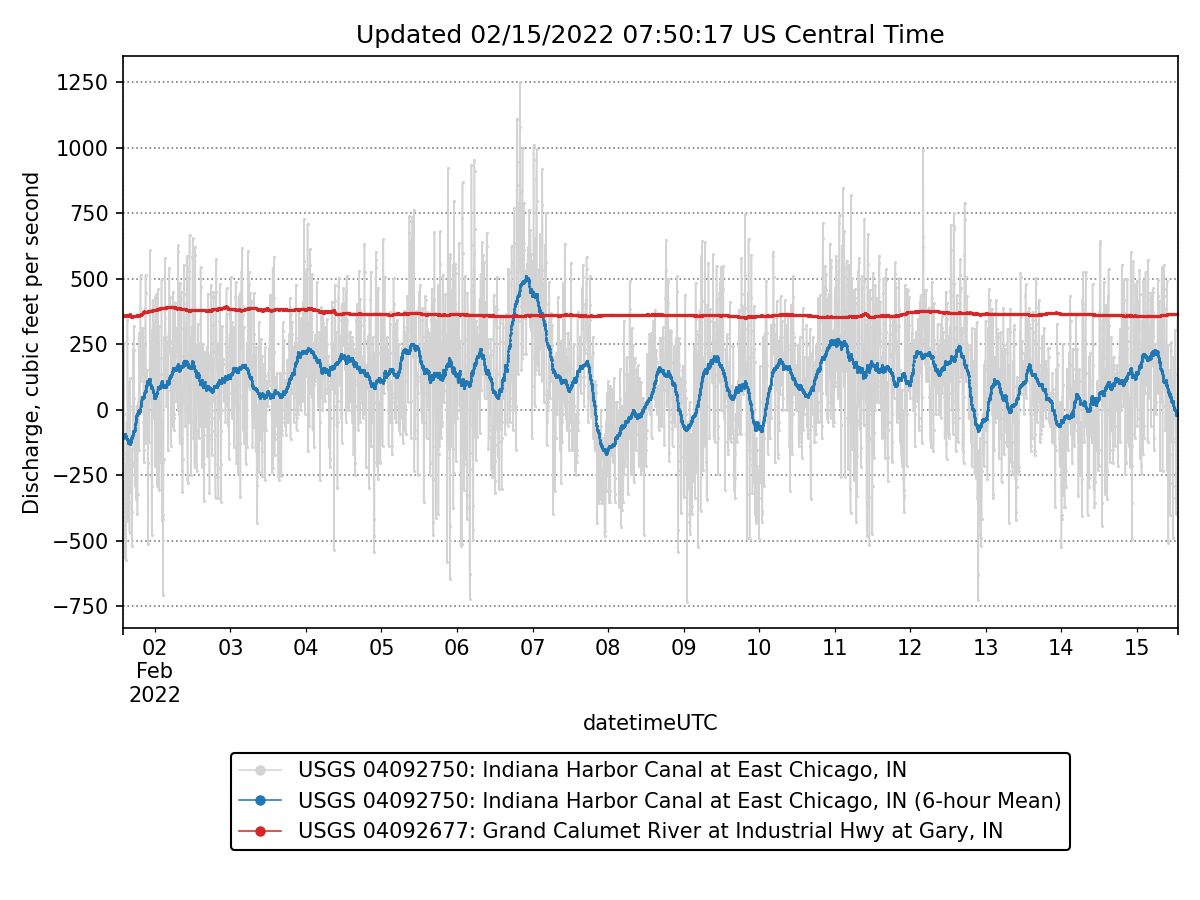 Updated 02/15/2022 07:50:17 US Central Time
1250
1000
750
500
250
0
−250
−500
−750
Discharge, cubic feet per second
02 03 04 05 06 07 08 09 10 11 12 13 14 15
Feb
2022
datetimeUTC
USGS 04092750: Indiana Harbor Canal at East Chicago, IN
USGS 04092750: Indiana Harbor Canal at East Chicago, IN (6-hour Mean)
USGS 04092677: Grand Calumet River at Industrial Hwy at Gary, IN